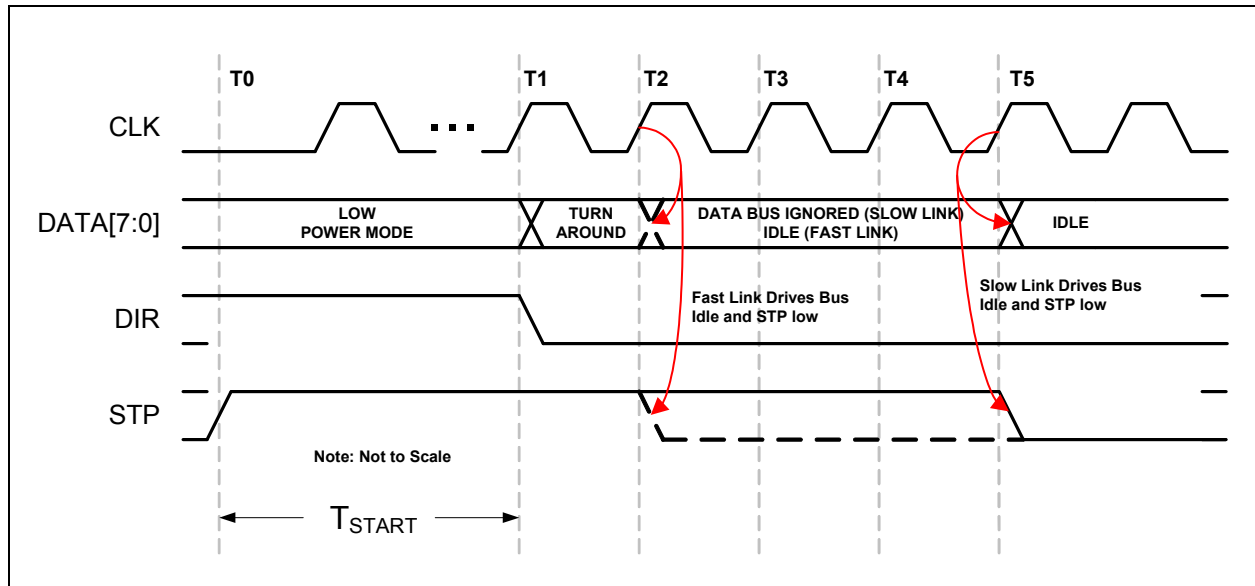 T0 T1 T2 T3 T4 T5
CLK
DATA[7:0]
LOW
POWER MODE
TURN
AROUND
DATA BUS IGNORED (SLOW LINK)
IDLE (FAST LINK)
IDLE
DIR
Fast Link Drives Bus
Idle and STP low
Slow Link Drives Bus
Idle and STP low
STP
Note: Not to Scale
TSTART